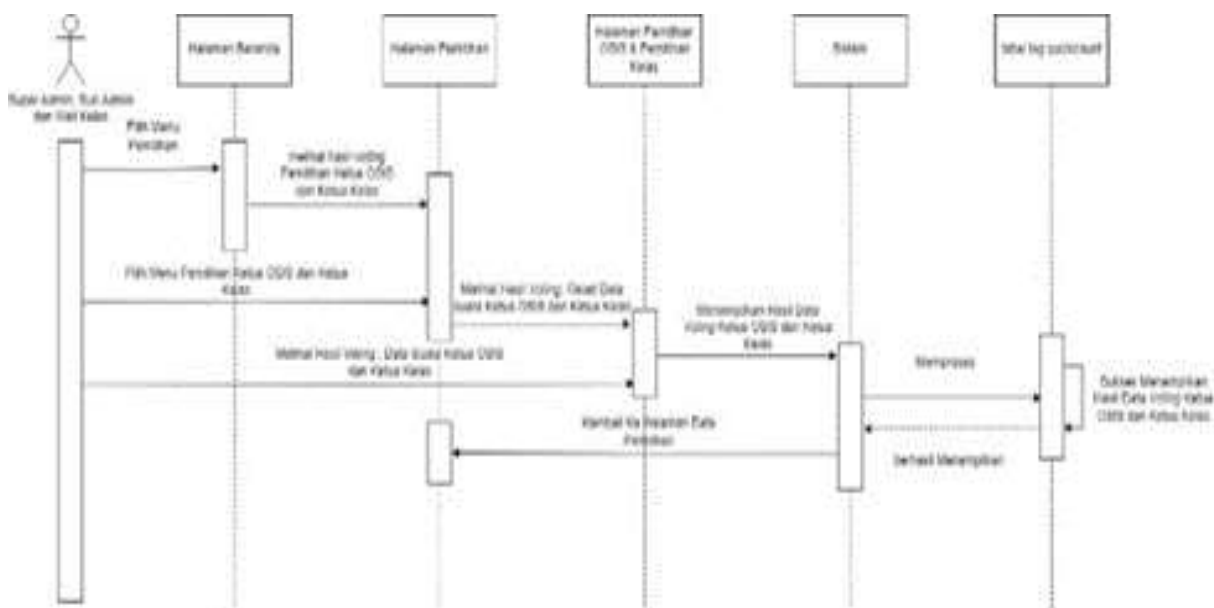 Halaman Beranda
Halaman Pemilihan
Halaman Pemilihan
OSIS & Pemilihan
Kelas
Sistem
tabel log
Super Admin, Sub Admin
dan Wali Kelas
Pilih Menu
Pemilihan
melihat hasil voting
Pemilihan Ketua OSIS
dan Ketua Kelas
Pilih Menu Pemilihan Ketua OSIS dan Ketua
Kelas
Melihat Hasil Voting, Reset Data
suara Ketua OSIS dan Ketua Kelas
Menampilkan Hasil Data
Voting Ketua OSIS dan Ketua
Kelas
Melihat Hasil Voting , Data suara Ketua OSIS
dan Ketua Kelas
Memproses
Sukses Menampilkan
Hasil Data Voting Ketua
OSIS dan Ketua Kelas
Kembali Ke Halaman Data
Pemilihan
berhasil Menampilkan